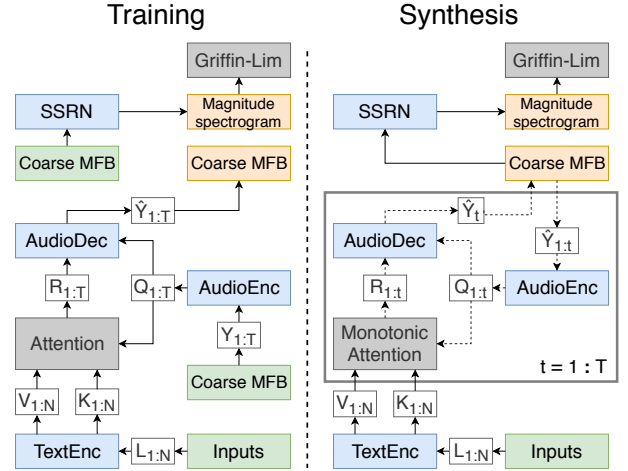 Training
Griffin-Lim
SSRN
Magnitude
spectrogram
Coarse MFB
Coarse MFB
Ŷ1:T
AudioDec
R1:T
Q1:T
AudioEnc
Y1:T
Attention
Coarse MFB
V1:N
K1:N
TextEnc
L1:N
Inputs
Synthesis
Griffin-Lim
SSRN
Magnitude
spectrogram
Coarse MFB
Ŷt
Ŷ1:t
AudioDec
R1:t
Q1:t
AudioEnc
Monotonic
Attention
t = 1 : T
V1:N
K1:N
TextEnc
L1:N
Inputs